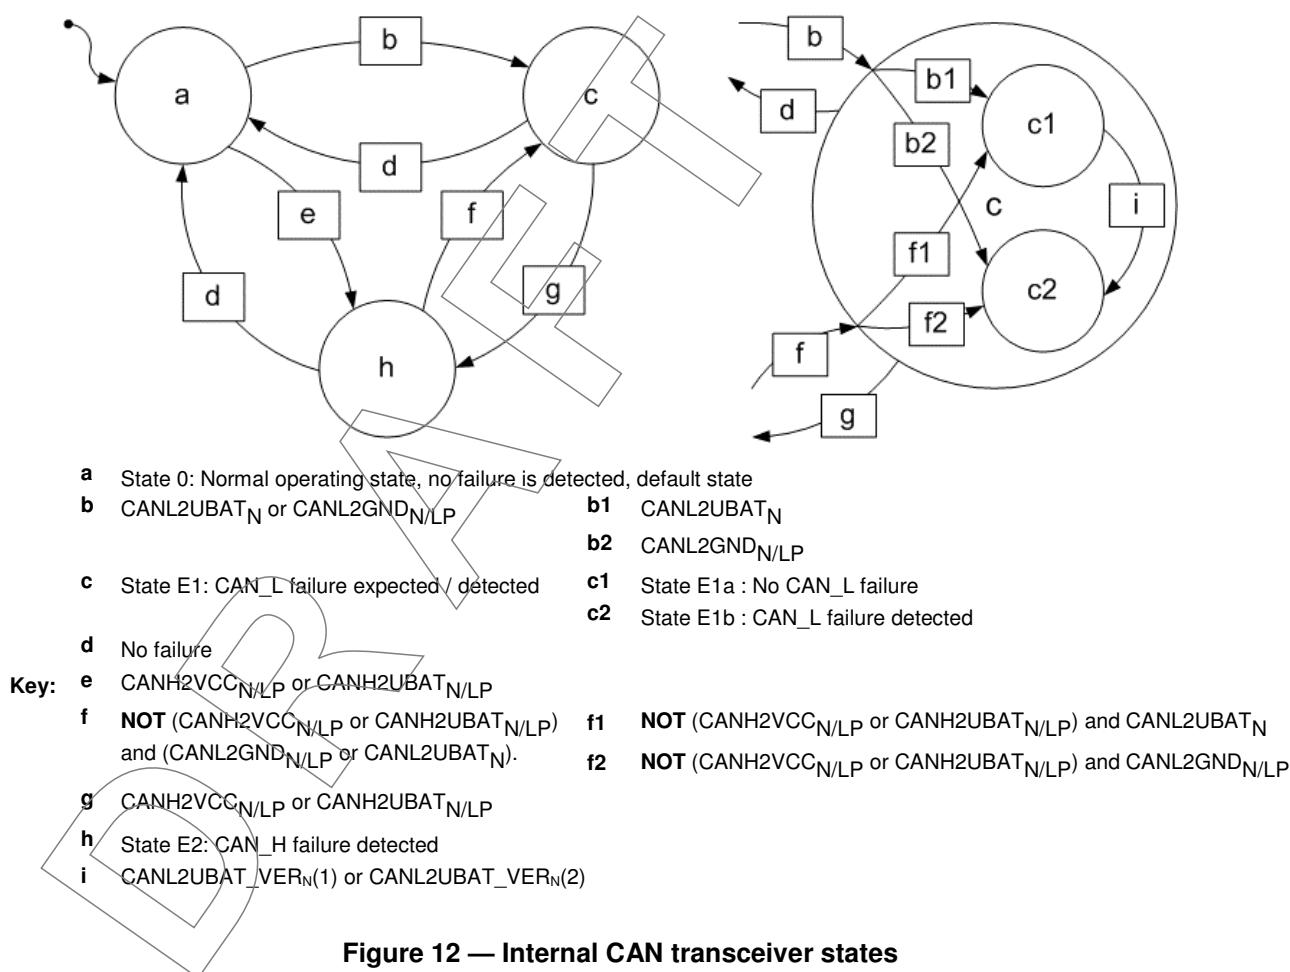 a
b
c
d
e
f
d
g
h
b
b1
c1
d
b2
c
i
f1
c2
f2
f
g
a State 0: Normal operating state, no failure is detected, default state
b CANL2UBATN or CANL2GNDN/LP b1 CANL2UBATN
b2 CANL2GNDN/LP
c State E1: CAN_L failure expected / detected c1 State E1a : No CAN_L failure
c2 State E1b : CAN_L failure detected
d No failure
Key: e CANH2VCCN/LP or CANH2UBATN/LP
f NOT (CANH2VCCN/LP or CANH2UBATN/LP) f1 NOT (CANH2VCCN/LP or CANH2UBATN/LP) and CANL2UBATN
and (CANL2GNDN/LP or CANL2UBATN). f2 NOT (CANH2VCCN/LP or CANH2UBATN/LP) and CANL2GNDN/LP
g CANH2VCCN/LP or CANH2UBATN/LP
h State E2: CAN_H failure detected
i CANL2UBAT_VERN(1) or CANL2UBAT_VERN(2)
DRAFT
Figure 12 — Internal CAN transceiver states